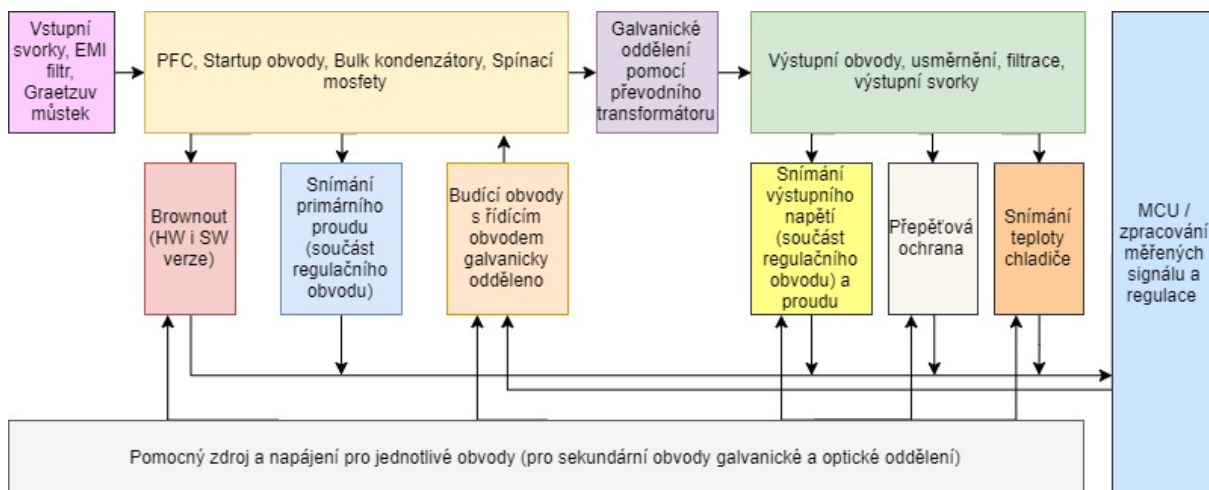 Vstupní
svorky, EMI
filtr,
Graetzuv
můstek
PFC, Startup obvody, Bulk kondenzátory, Spínací
mosfety
Galvanické
oddělení
pomocí
převodního
transformátoru
Výstupní obvody, usměrnění, filtrace,
výstupní svorky
Brownout
(HW i SW
verze)
Snímání
primárního
proudu
(součást
regulačního
obvodu)
Budící obvody
s řídícím
obvodem
galvanicky
odděleno
Snímání
výstupního
napětí
(součást
regulačního
obvodu) a
proudu
Přepěťová
ochrana
Snímání
teploty
chladiče
MCU /
zpracování
měřených
signálu a
regulace
Pomocný zdroj a napájení pro jednotlivé obvody (pro sekundární obvody galvanické a optické oddělení)